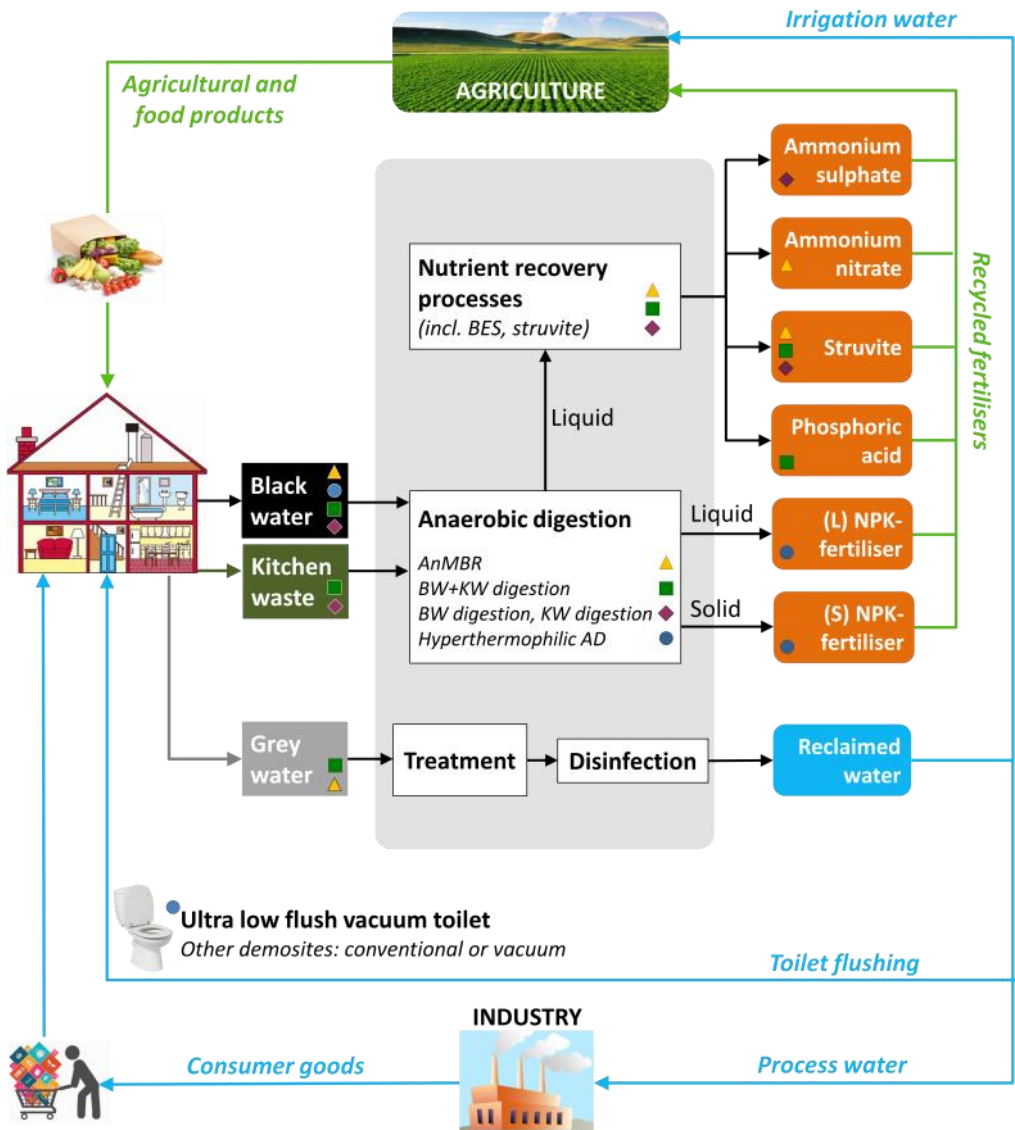 Irrigation water
Agricultural and
food products
AGRICULTURE
Ammonium
sulphate
Ammonium
nitrate
Nutrient recovery
processes
(incl. BES, struvite)
Struvite
Recycled fertilisers
Phosphoric
acid
Liquid
Black
water
Anaerobic digestion
AnMBR
BW+KW digestion
BW digestion, KW digestion
Hyperthermophilic AD
Liquid
(L) NPK-
fertiliser
Kitchen
waste
Solid
(S) NPK-
fertiliser
Grey
water
Treatment
Disinfection
Reclaimed
water
Ultra low flush vacuum toilet
Other demosites: conventional or vacuum
Toilet flushing
INDUSTRY
Consumer goods
Process water